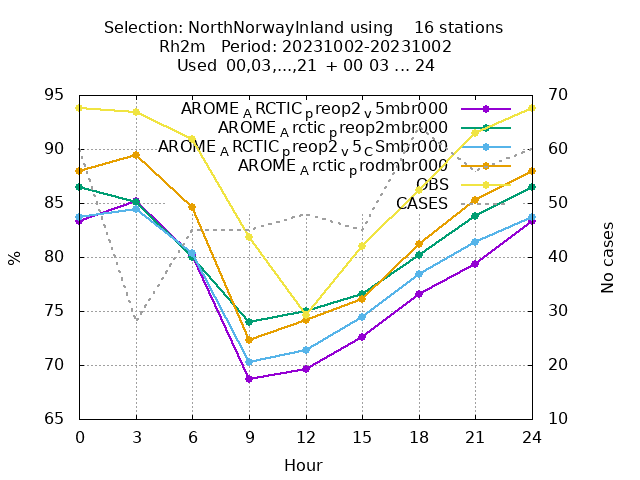 Selection: NorthNorwayInland using 16 stations
Rh2m Period: 20231002-20231002
Used 00,03,...,21 + 00 03 ... 24
AROME_ARCTIC_preop2_v5mbr000
AROME_Arctic_preop2mbr000
AROME_ARCTIC_preop2_v5_CSmbr000
AROME_Arctic_prodmbr000
OBS
CASES
95
90
85
80
75
70
65
%
70
60
50
40
30
20
10
No cases
0 3 6 9 12 15 18 21 24
Hour